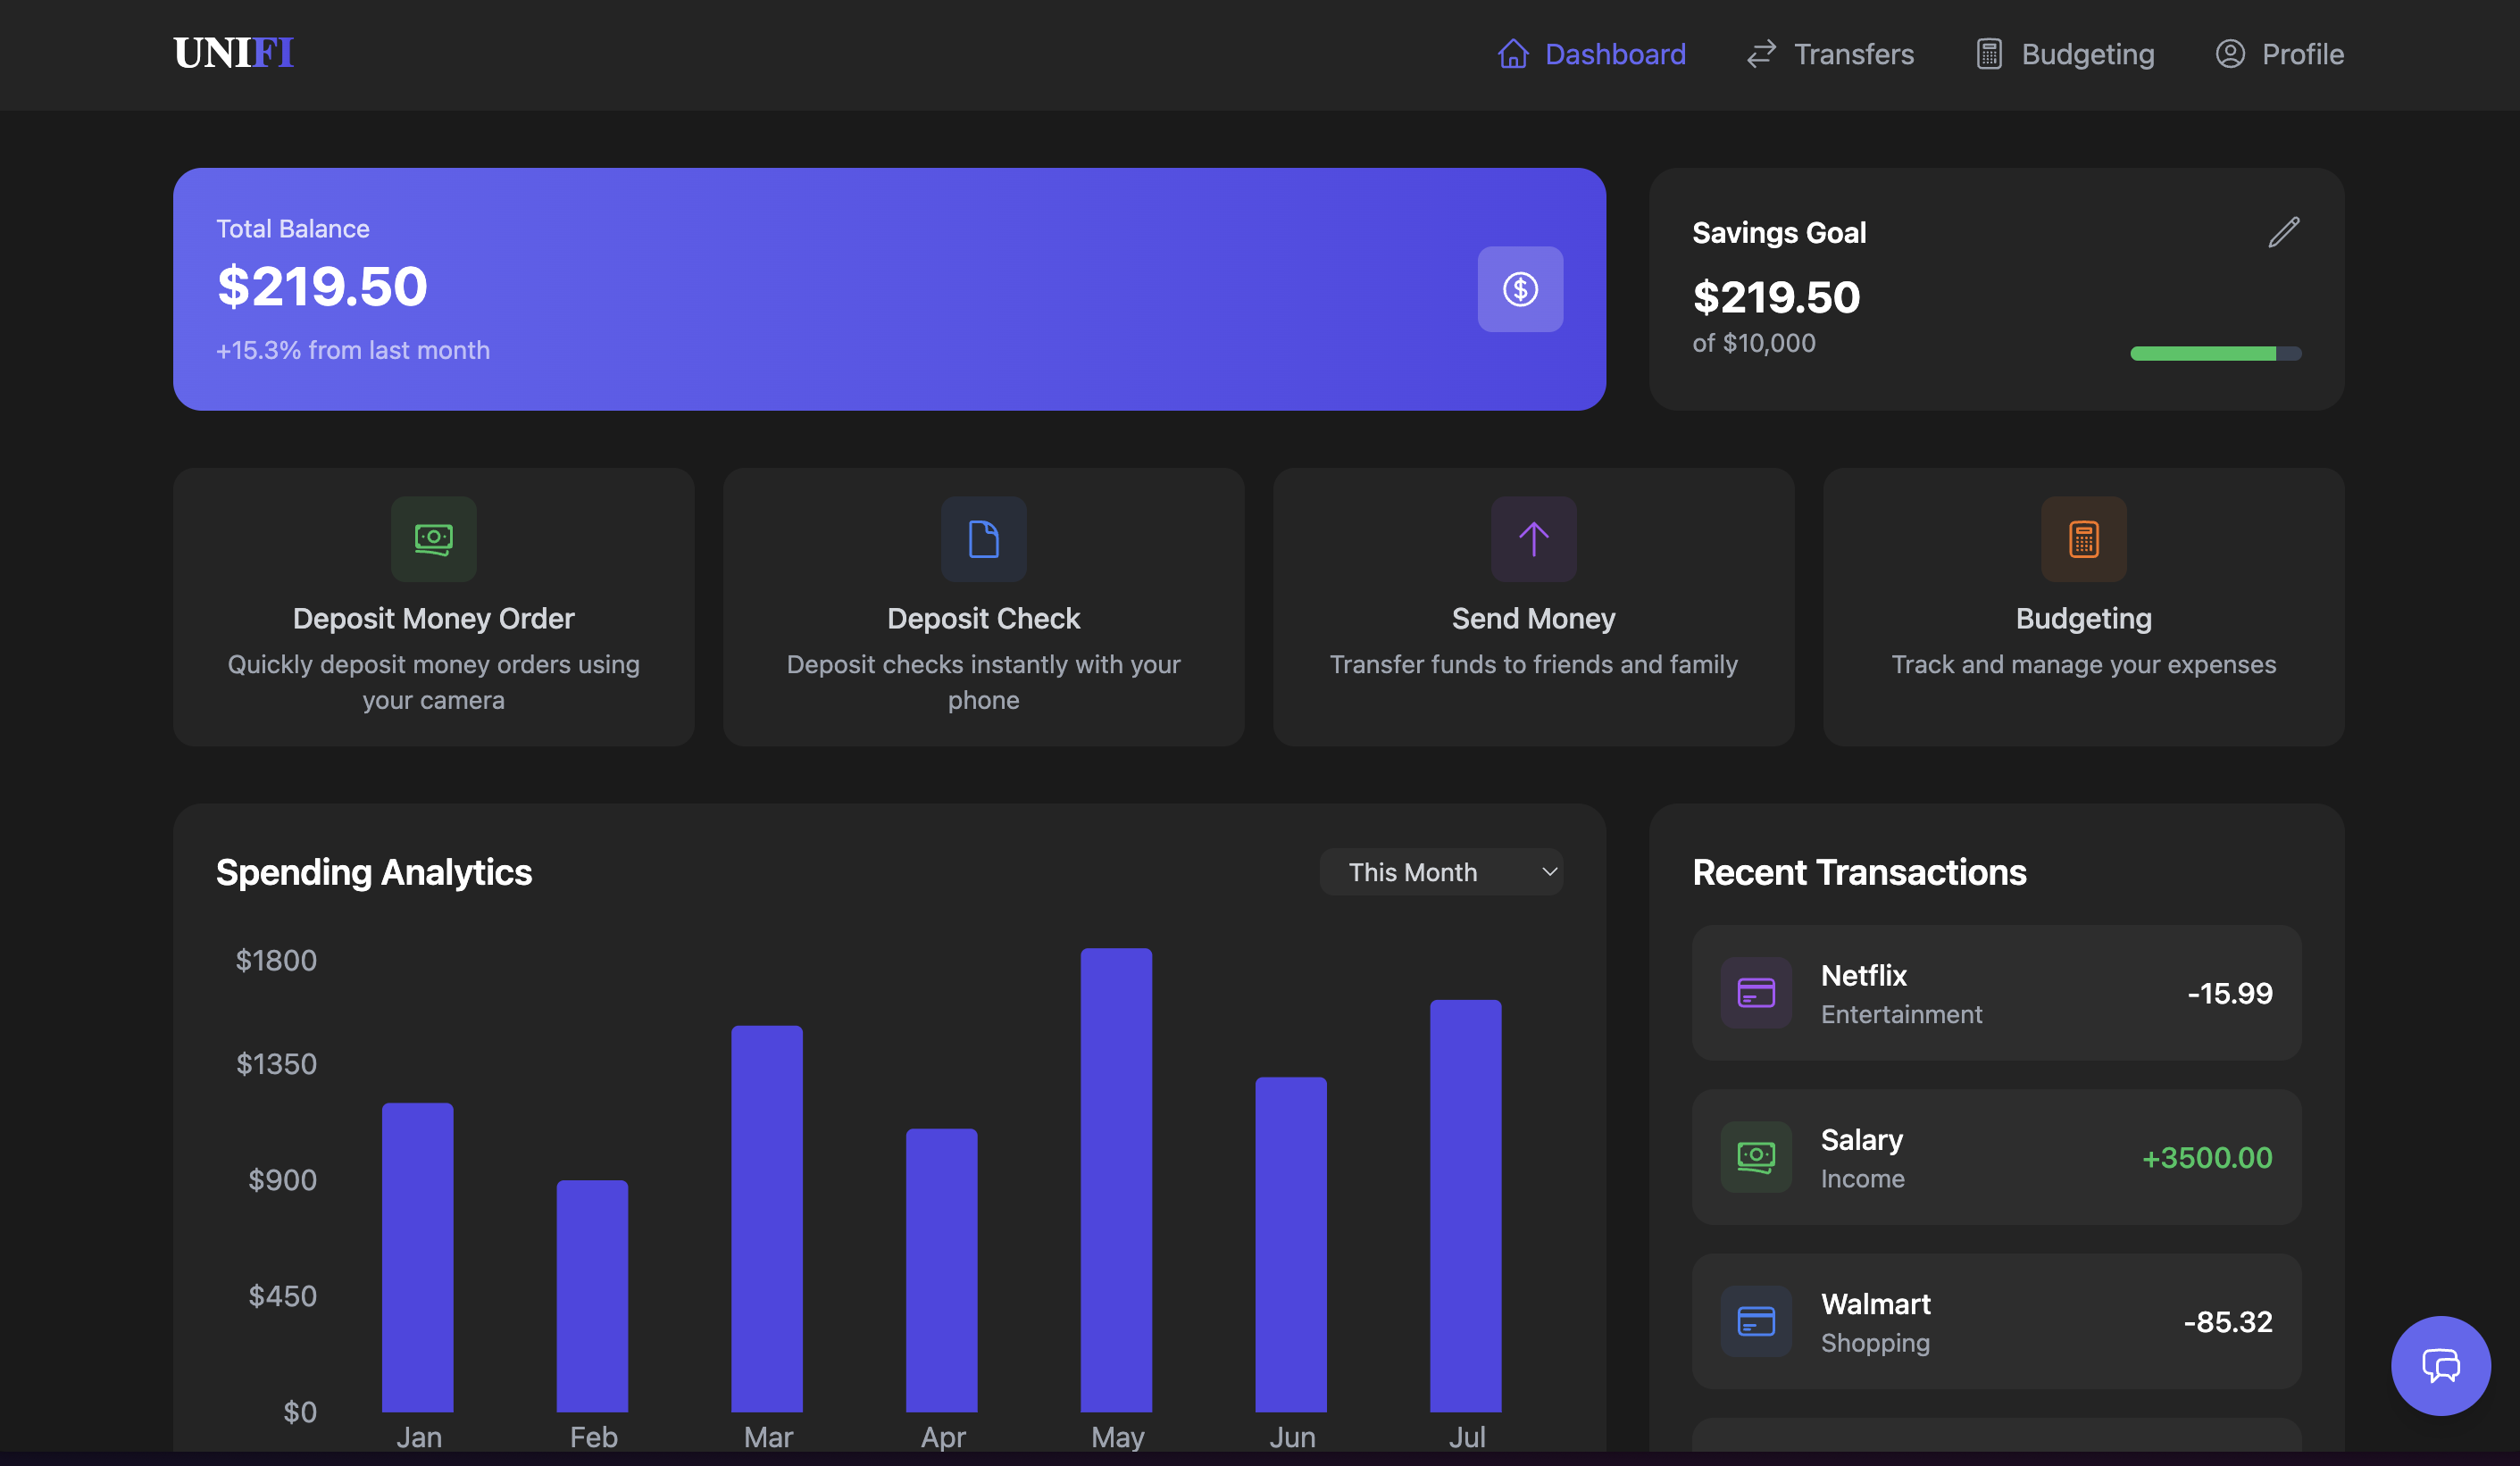 UNIFI
Dashboard
Transfers
Budgeting
Profile
Total Balance
$219.50
+15.3% from last month
Savings Goal
$219.50
of $10,000
Deposit Money Order
Quickly deposit money orders using
your camera
Deposit Check
Deposit checks instantly with your
phone
Send Money
Transfer funds to friends and family
Budgeting
Track and manage your expenses
Spending Analytics
This Month
$1800
$1350
$900
$450
$0
Jan
Feb
Mar
Apr
May
Jun
Jul
Recent Transactions
Netflix
Entertainment
-15.99
Salary
Income
+3500.00
Walmart
Shopping
-85.32